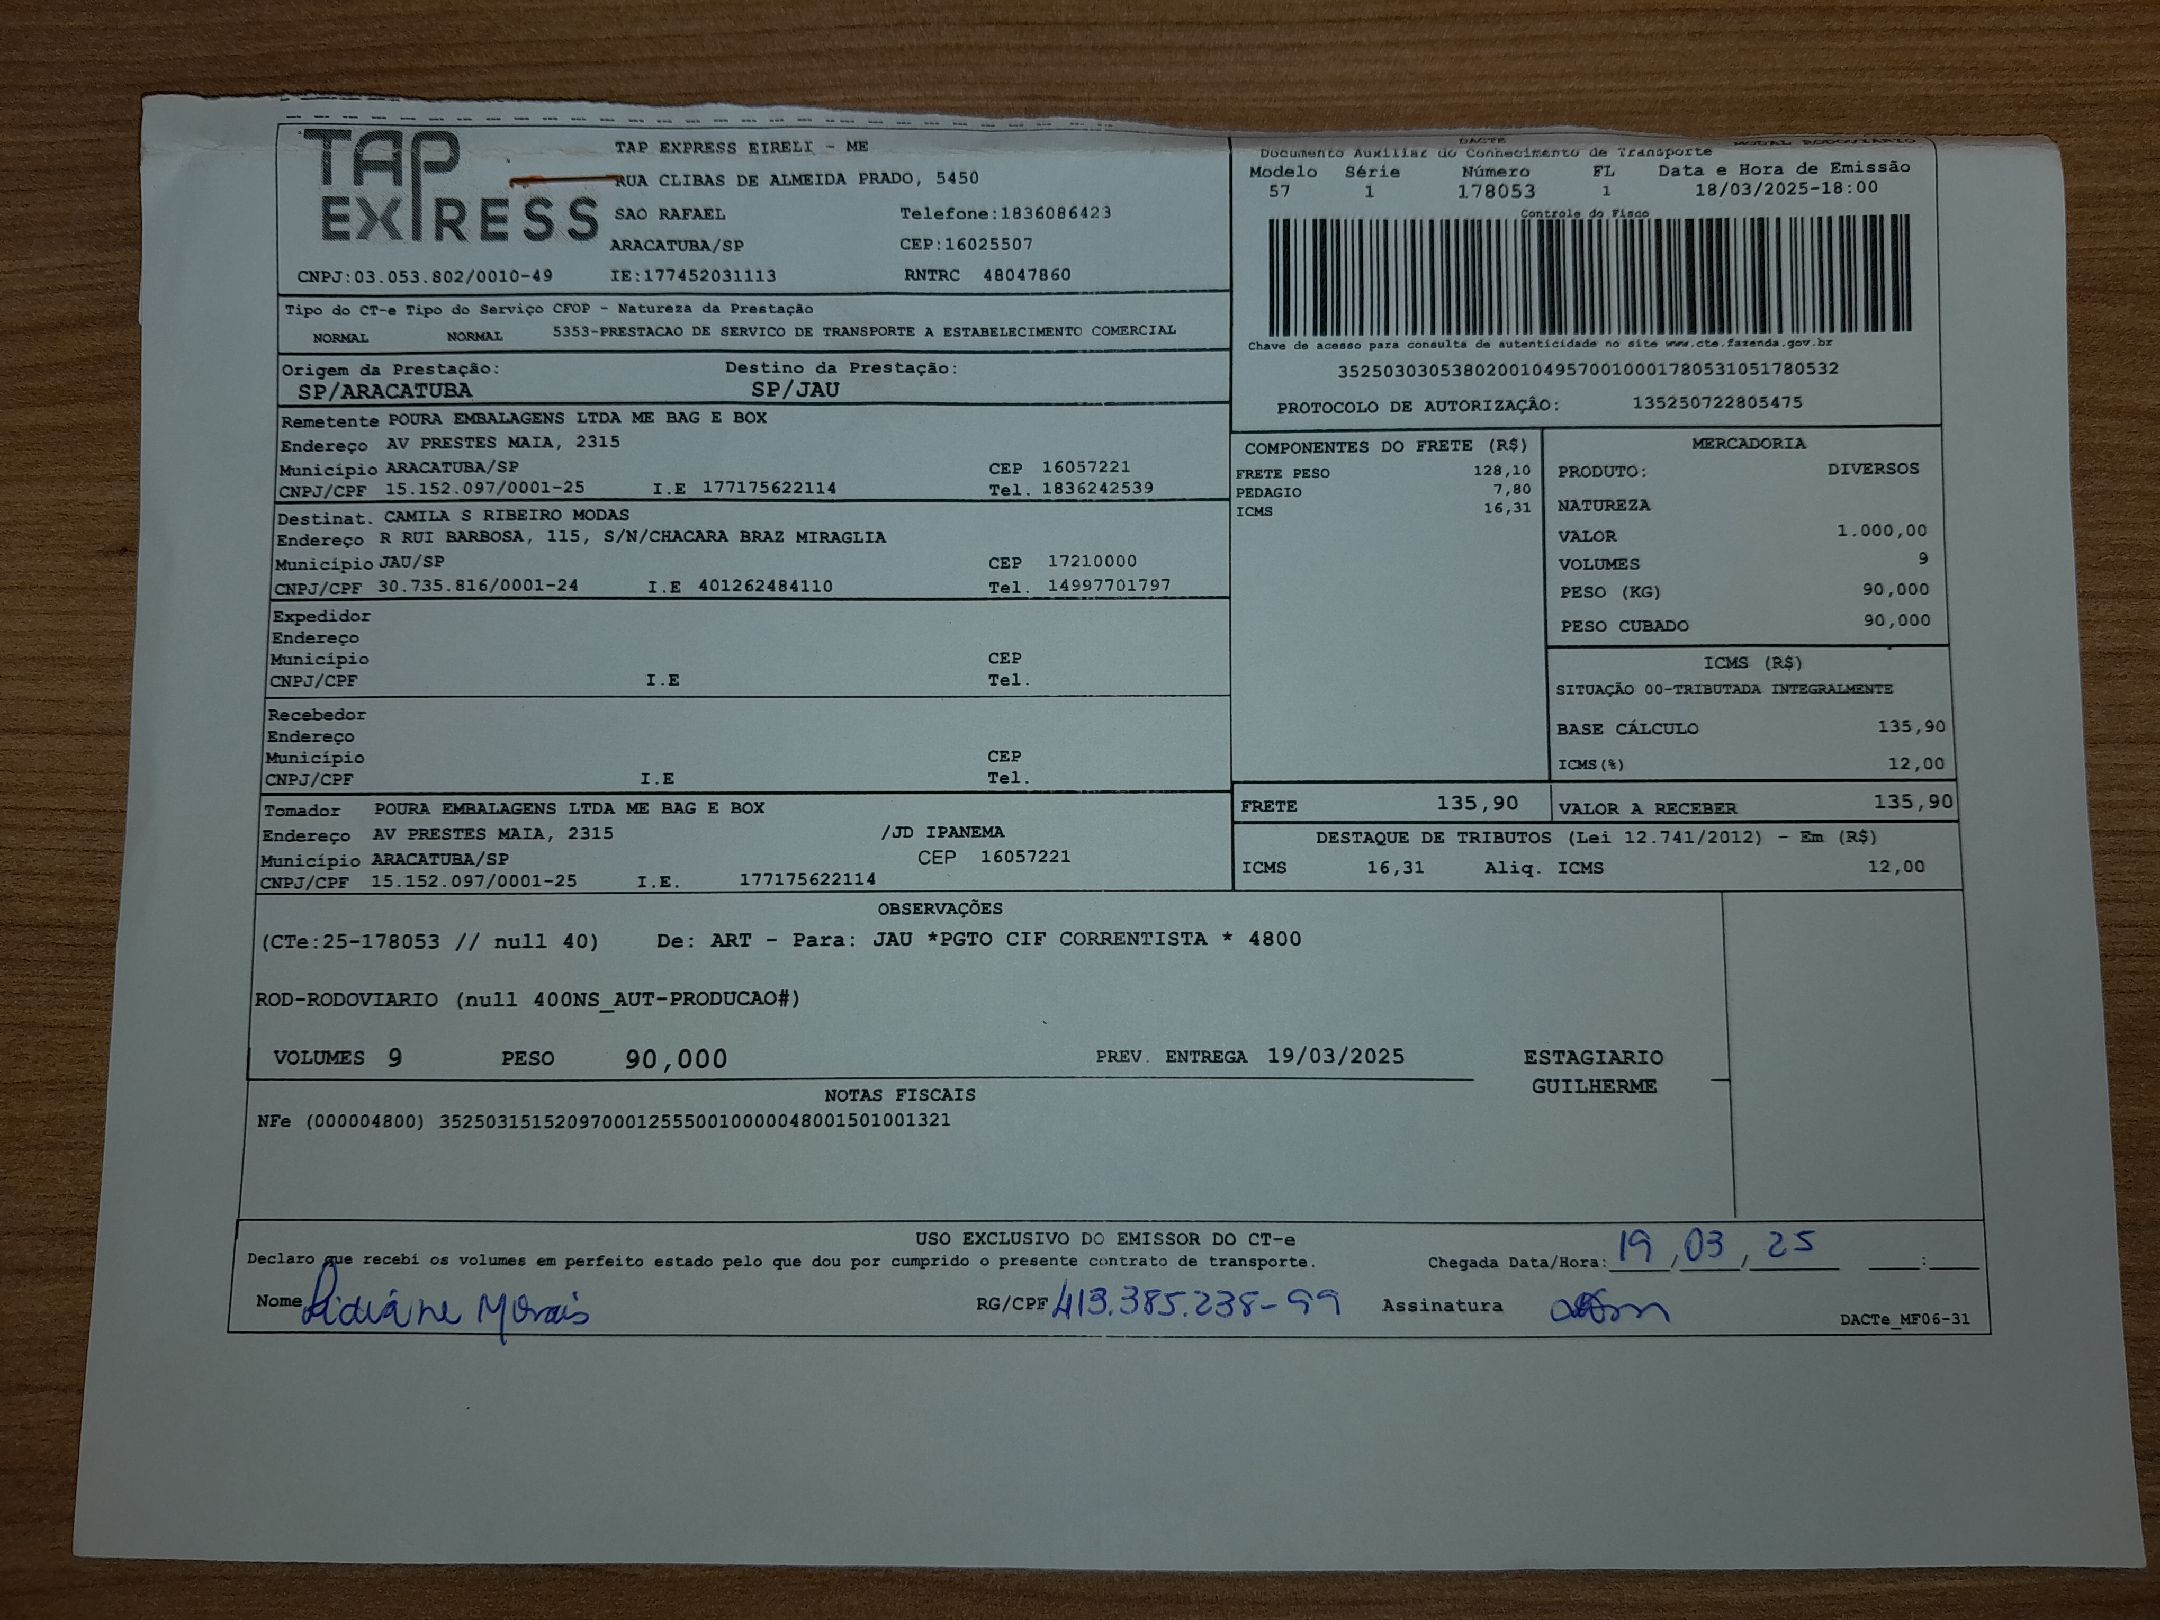 TAP
EXPRESS
TAP EXPRESS EIRELI - ME
RUA CLIBAS DE ALMEIDA PRADO, 5450
SAO RAFAEL Telefone:1836086423
ARACATUBA/SP CEP:16025507
CNPJ:03.053.802/0010-49 IE:177452031113 RNTRC 48047860
DACTE MODAL RODOVIARIO
Documento Auxiliar do Conhecimento de Transporte
Modelo Série Número FL Data e Hora de Emissão
57 1 178053 1 18/03/2025-18:00
Controle do Fisco
Chave de acesso para consulta de autenticidade no site www.cte.fazenda.gov.br
35250303053802001049570010001780531051780532
PROTOCOLO DE AUTORIZAÇÃO: 135250722805475
Tipo do CT-e Tipo do Serviço CFOP - Natureza da Prestação
NORMAL NORMAL 5353-PRESTACAO DE SERVICO DE TRANSPORTE A ESTABELECIMENTO COMERCIAL
Origem da Prestação: Destino da Prestação:
SP/ARACATUBA SP/JAU
Remetente POURA EMBALAGENS LTDA ME BAG E BOX
Endereço AV PRESTES MAIA, 2315
Município ARACATUBA/SP CEP 16057221
CNPJ/CPF 15.152.097/0001-25 I.E 177175622114 Tel. 1836242539
Destinat. CAMILA S RIBEIRO MODAS
Endereço R RUI BARBOSA, 115, S/N/CHACARA BRAZ MIRAGLIA
Município JAU/SP CEP 17210000
CNPJ/CPF 30.735.816/0001-24 I.E 401262484110 Tel. 14997701797
Expedidor
Endereço
Município CEP
CNPJ/CPF I.E Tel.
Recebedor
Endereço
Município CEP
CNPJ/CPF I.E Tel.
Tomador POURA EMBALAGENS LTDA ME BAG E BOX
Endereço AV PRESTES MAIA, 2315 /JD IPANEMA
Município ARACATUBA/SP CEP 16057221
CNPJ/CPF 15.152.097/0001-25 I.E. 177175622114
COMPONENTES DO FRETE (R$)
FRETE PESO 128,10
PEDAGIO 7,80
ICMS 16,31
MERCADORIA
PRODUTO: DIVERSOS
NATUREZA
VALOR 1.000,00
VOLUMES 9
PESO (KG) 90,000
PESO CUBADO 90,000
ICMS (R$)
SITUAÇÃO 00-TRIBUTADA INTEGRALMENTE
BASE CÁLCULO 135,90
ICMS(%) 12,00
FRETE 135,90 VALOR A RECEBER 135,90
DESTAQUE DE TRIBUTOS (Lei 12.741/2012) - Em (R$)
ICMS 16,31 Aliq. ICMS 12,00
OBSERVAÇÕES
(CTe:25-178053 // null 40) De: ART - Para: JAU *PGTO CIF CORRENTISTA * 4800
ROD-RODOVIARIO (null 400NS_AUT-PRODUCAO#)
VOLUMES 9 PESO 90,000 PREV. ENTREGA 19/03/2025 ESTAGIARIO
GUILHERME
NOTAS FISCAIS
NFe (000004800) 35250315152097000125550010000048001501001321
USO EXCLUSIVO DO EMISSOR DO CT-e
Declaro que recebi os volumes em perfeito estado pelo que dou por cumprido o presente contrato de transporte. Chegada Data/Hora: 19/03/25 :
Nome Lidiáne Morais RG/CPF 413.385.238-99 Assinatura
DACTe_MF06-31